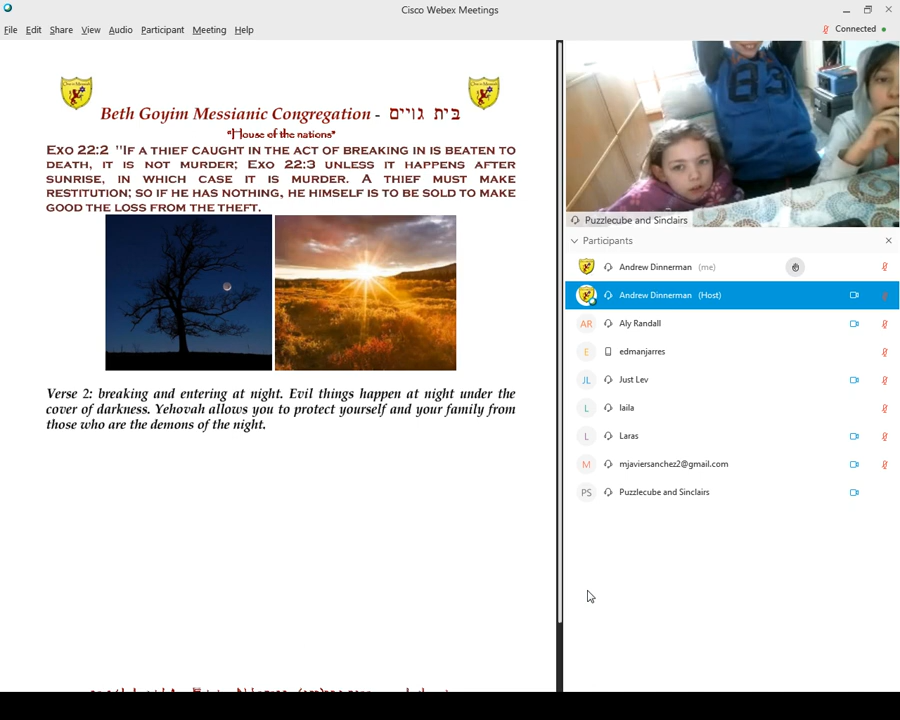 Cisco Webex Meetings
File Edit Share View Audio Participant Meeting Help
Connected
Beth Goyim Messianic Congregation - בית גויים
"House of the nations"
EXO 22:2 "IF A THIEF CAUGHT IN THE ACT OF BREAKING IN IS BEATEN TO
DEATH, IT IS NOT MURDER; EXO 22:3 UNLESS IT HAPPENS AFTER
SUNRISE, IN WHICH CASE IT IS MURDER. A THIEF MUST MAKE
RESTITUTION; SO IF HE HAS NOTHING, HE HIMSELF IS TO BE SOLD TO MAKE
GOOD THE LOSS FROM THE THEFT.
Verse 2: breaking and entering at night. Evil things happen at night under the
cover of darkness. Yehovah allows you to protect yourself and your family from
those who are the demons of the night.
83
Puzzlecube and Sinclairs
Participants
Andrew Dinnerman (me)
Andrew Dinnerman (Host)
AR Aly Randall
E edmanjarres
JL Just Lev
L laila
L Laras
M mjaviersanchez2@gmail.com
PS Puzzlecube and Sinclairs